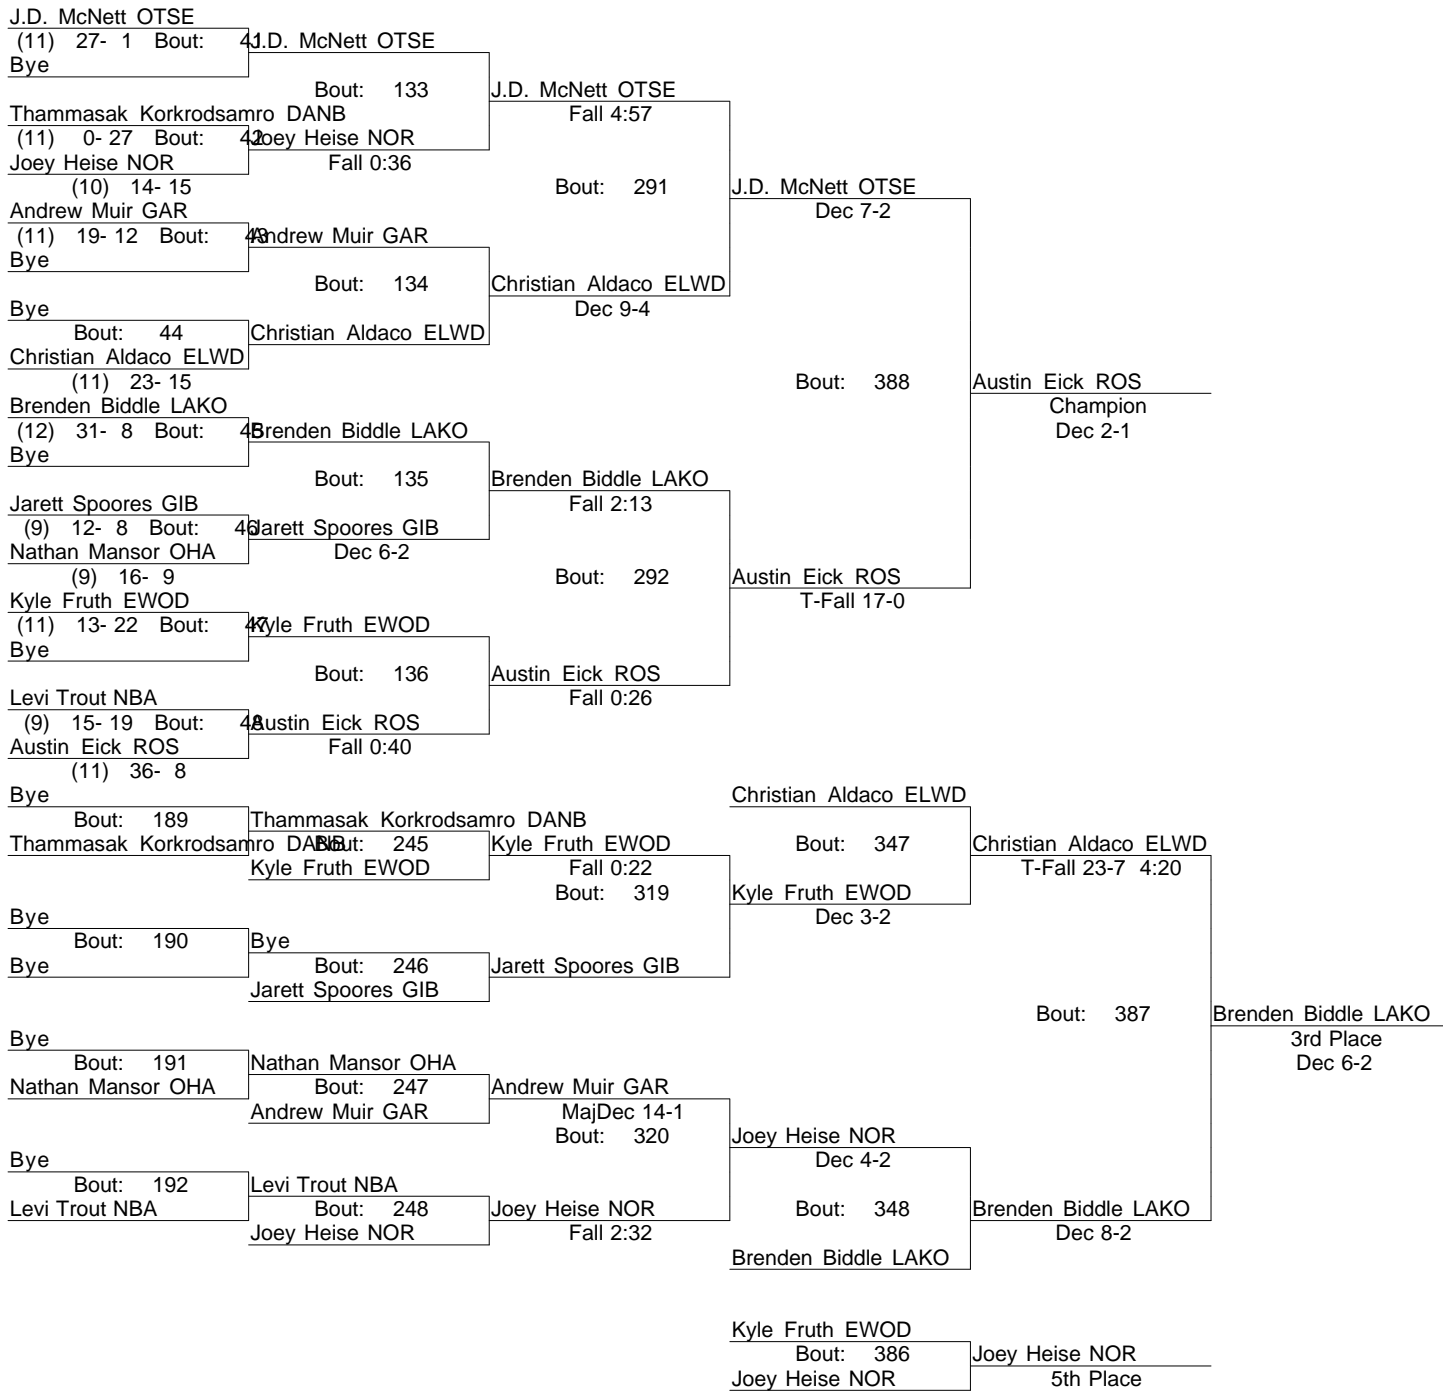 J.D. McNett OTSE
(11) 27- 1 Bout: 41
Bye
J.D. McNett OTSE
Bout: 133
Thammasak Korkrodsamro DANB
(11) 0- 27 Bout: 42
Joey Heise NOR
(10) 14- 15
Joey Heise NOR
Fall 0:36
J.D. McNett OTSE
Fall 4:57
Bout: 291
Andrew Muir GAR
(11) 19- 12 Bout: 43
Bye
Andrew Muir GAR
Bout: 134
Bye
Bout: 44
Christian Aldaco ELWD
(11) 23- 15
Christian Aldaco ELWD
Christian Aldaco ELWD
Dec 9-4
J.D. McNett OTSE
Dec 7-2
Bout: 388
Brenden Biddle LAKO
(12) 31- 8 Bout: 45
Bye
Brenden Biddle LAKO
Bout: 135
Jarett Spoores GIB
(9) 12- 8 Bout: 46
Nathan Mansor OHA
(9) 16- 9
Jarett Spoores GIB
Dec 6-2
Brenden Biddle LAKO
Fall 2:13
Bout: 292
Kyle Fruth EWOD
(11) 13- 22 Bout: 47
Bye
Kyle Fruth EWOD
Bout: 136
Levi Trout NBA
(9) 15- 19 Bout: 48
Austin Eick ROS
(11) 36- 8
Austin Eick ROS
Fall 0:40
Austin Eick ROS
Fall 0:26
Austin Eick ROS
T-Fall 17-0
Austin Eick ROS
Champion
Dec 2-1
Bye
Bout: 189
Thammasak Korkrodsamro DANB
Thammasak Korkrodsamro DANB
Bout: 245
Kyle Fruth EWOD
Kyle Fruth EWOD
Fall 0:22
Bout: 319
Bye
Bout: 190
Bye
Bye
Bout: 246
Jarett Spoores GIB
Jarett Spoores GIB
Christian Aldaco ELWD
Bout: 347
Kyle Fruth EWOD
Dec 3-2
Christian Aldaco ELWD
T-Fall 23-7 4:20
Bout: 387
Bye
Bout: 191
Nathan Mansor OHA
Nathan Mansor OHA
Bout: 247
Andrew Muir GAR
Andrew Muir GAR
MajDec 14-1
Bout: 320
Bye
Bout: 192
Levi Trout NBA
Levi Trout NBA
Bout: 248
Joey Heise NOR
Joey Heise NOR
Fall 2:32
Joey Heise NOR
Dec 4-2
Bout: 348
Brenden Biddle LAKO
Brenden Biddle LAKO
Dec 8-2
Brenden Biddle LAKO
3rd Place
Dec 6-2
Kyle Fruth EWOD
Bout: 386
Joey Heise NOR
Joey Heise NOR
5th Place